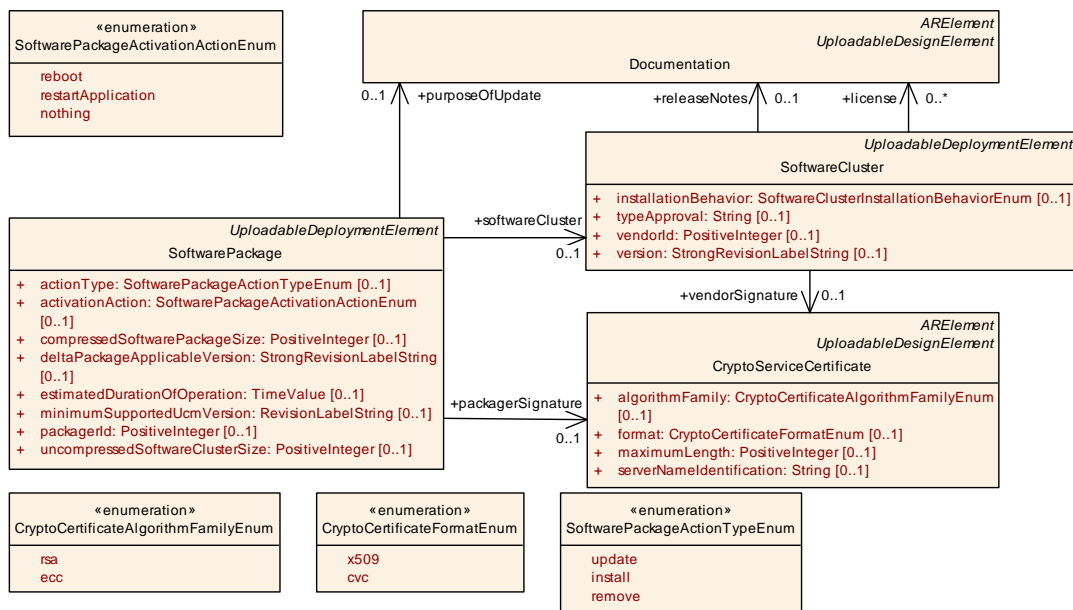 «enumeration»
SoftwarePackageActivationActionEnum
reboot
restartApplication
nothing
ARElement
UploadableDesignElement
Documentation
0..1
+purposeOfUpdate
+releaseNotes
0..1
+license
0..*
UploadableDeploymentElement
SoftwareCluster
+ installationBehavior: SoftwareClusterInstallationBehaviorEnum [0..1]
+ typeApproval: String [0..1]
+ vendorId: PositiveInteger [0..1]
+ version: StrongRevisionLabelString [0..1]
+softwareCluster
0..1
UploadableDeploymentElement
SoftwarePackage
+ actionType: SoftwarePackageActionTypeEnum [0..1]
+ activationAction: SoftwarePackageActivationActionEnum
[0..1]
+ compressedSoftwarePackageSize: PositiveInteger [0..1]
+ deltaPackageApplicableVersion: StrongRevisionLabelString
[0..1]
+ estimatedDurationOfOperation: TimeValue [0..1]
+ minimumSupportedUcmVersion: RevisionLabelString [0..1]
+ packagerId: PositiveInteger [0..1]
+ uncompressedSoftwareClusterSize: PositiveInteger [0..1]
+vendorSignature
0..1
ARElement
UploadableDesignElement
CryptoServiceCertificate
+ algorithmFamily: CryptoCertificateAlgorithmFamilyEnum
[0..1]
+ format: CryptoCertificateFormatEnum [0..1]
+ maximumLength: PositiveInteger [0..1]
+ serverNameIdentification: String [0..1]
+packagerSignature
0..1
«enumeration»
CryptoCertificateAlgorithmFamilyEnum
rsa
ecc
«enumeration»
CryptoCertificateFormatEnum
x509
cvc
«enumeration»
SoftwarePackageActionTypeEnum
update
install
remove